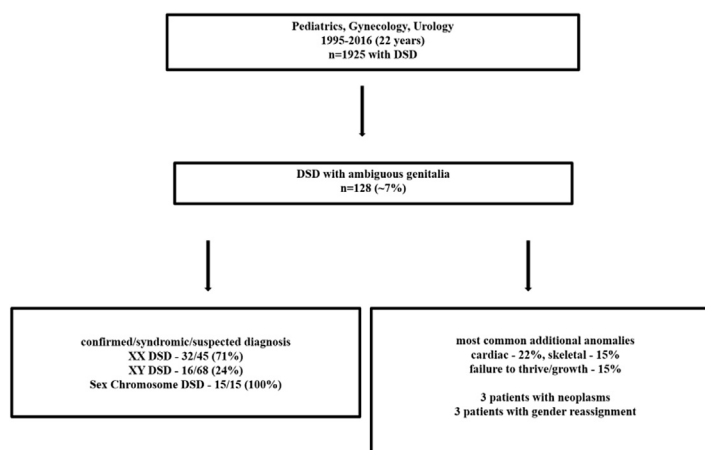 Pediatrics, Gynecology, Urology
1995-2016 (22 years)
n=1925 with DSD
DSD with ambiguous genitalia
n=128 (~7%)
confirmed/syndromic/suspected diagnosis
XX DSD - 32/45 (71%)
XY DSD - 16/68 (24%)
Sex Chromosome DSD - 15/15 (100%)
most common additional anomalies
cardiac - 22%, skeletal - 15%
failure to thrive/growth - 15%
3 patients with neoplasms
3 patients with gender reassignment